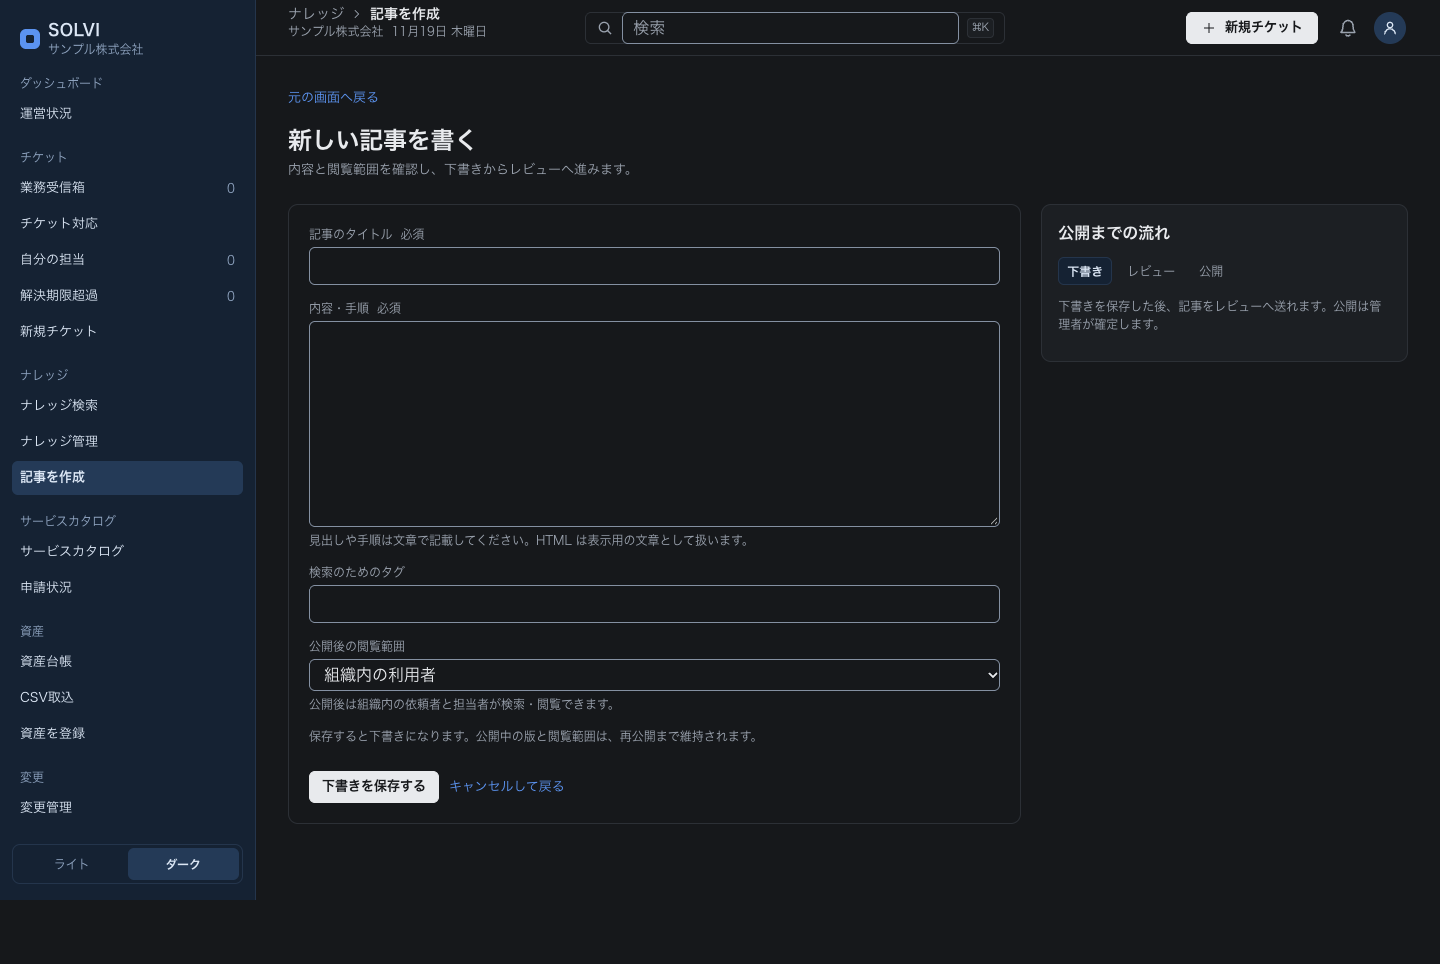 SOLVI
サンプル株式会社
ダッシュボード
運営状況
チケット
業務受信箱 0
チケット対応
自分の担当 0
解決期限超過 0
新規チケット
ナレッジ
ナレッジ検索
ナレッジ管理
記事を作成
サービスカタログ
サービスカタログ
申請状況
資産
資産台帳
CSV取込
資産を登録
変更
変更管理
ライト ダーク
ナレッジ > 記事を作成
サンプル株式会社 11月19日 木曜日
検索 ⌘K
+ 新規チケット
元の画面へ戻る
新しい記事を書く
内容と閲覧範囲を確認し、下書きからレビューへ進みます。
記事のタイトル 必須
内容・手順 必須
見出しや手順は文章で記載してください。HTML は表示用の文章として扱います。
検索のためのタグ
公開後の閲覧範囲
組織内の利用者
公開後は組織内の依頼者と担当者が検索・閲覧できます。
保存すると下書きになります。公開中の版と閲覧範囲は、再公開まで維持されます。
下書きを保存する キャンセルして戻る
公開までの流れ
下書き レビュー 公開
下書きを保存した後、記事をレビューへ送れます。公開は管
理者が確定します。